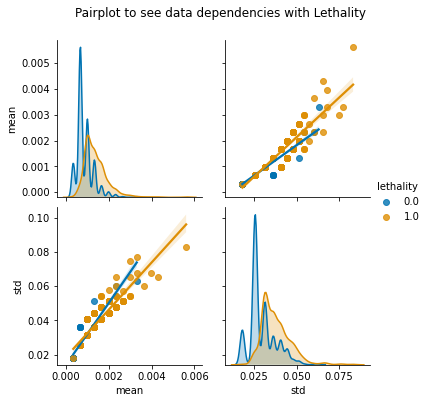 Pairplot to see data dependencies with Lethality
0.005
0.004
0.003
0.002
0.001
0.000
mean
lethality
0.0
1.0
0.10
0.08
0.06
0.04
0.02
std
0.000 0.002 0.004 0.006
mean
0.025 0.050 0.075
std